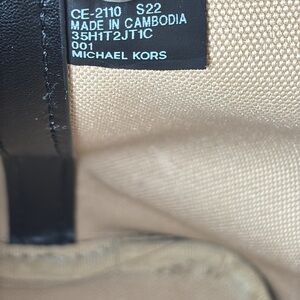 CE-2110 S22
MADE IN CAMBODIA
35H1T2JT1C
001
MICHAEL KORS